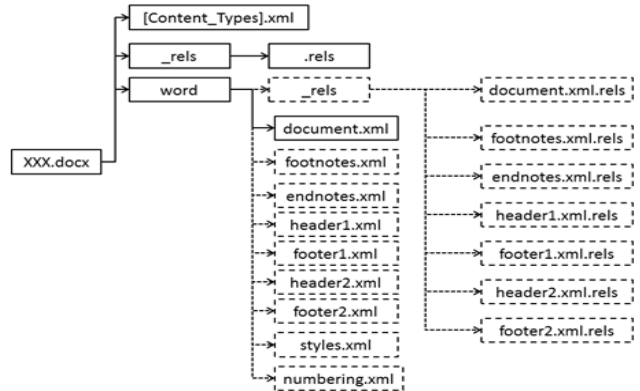 [Content_Types].xml
_rels
.rels
word
_rels
document.xml.rels
document.xml
footnotes.xml.rels
XXX.docx
footnotes.xml
endnotes.xml.rels
endnotes.xml
header1.xml
header1.xml.rels
footer1.xml
footer1.xml.rels
header2.xml
header2.xml.rels
footer2.xml
footer2.xml.rels
styles.xml
numbering.xml